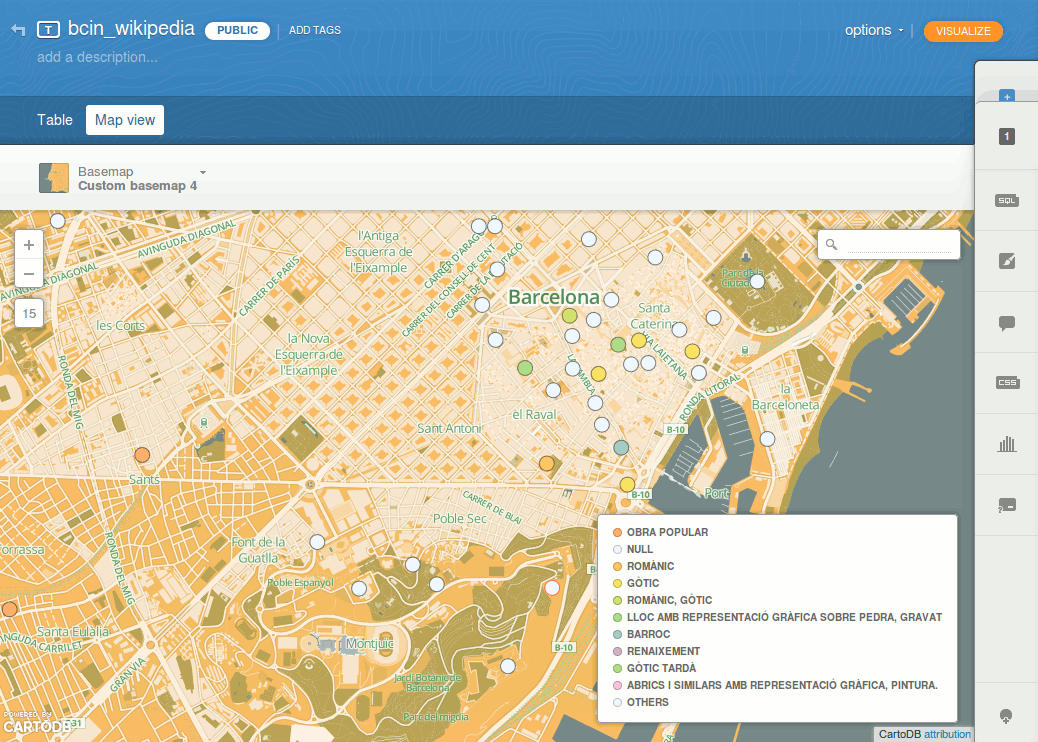 T bcin_wikipedia PUBLIC ADD TAGS
options VISUALIZE
add a description...
Table Map view
1
SQL
CSS
Basemap
Custom basemap 4
+
−
15
AVINGUDA DIAGONAL
AVINGUDA DIAGONAL
CARRER DE PARÍS
l'Antiga
Esquerra de
l'Eixample
CARRER D'ARAGÓ
CARRER DEL CONSELL DE CENT
Parc de la
Ciutadella
Barcelona
les Corts
la Nova
Esquerra de
l'Eixample
Santa
Caterina
VIA LAIETANA
LA RAMBLA
RONDA DEL MIG
RONDA LITORAL
la
Barceloneta
el Raval
Sant Antoni
B-10
Sants
B-10
Port
CARRER DE BLAI
Poble Sec
RONDA DEL MIG
Font de la
Guatlla
Poble Espanyol
Santa Eulàlia
Montjuïc
B-10
GRAN VIA
Jardí Botànic de
Barcelona
Parc del migdia
OBRA POPULAR
NULL
ROMÀNIC
GÒTIC
ROMÀNIC, GÒTIC
LLOC AMB REPRESENTACIÓ GRÀFICA SOBRE PEDRA, GRAVAT
BARROC
RENAIXEMENT
GÒTIC TARDÀ
ABRICS I SIMILARS AMB REPRESENTACIÓ GRÀFICA, PINTURA.
OTHERS
POWERED BY
CARTODB
CartoDB attribution